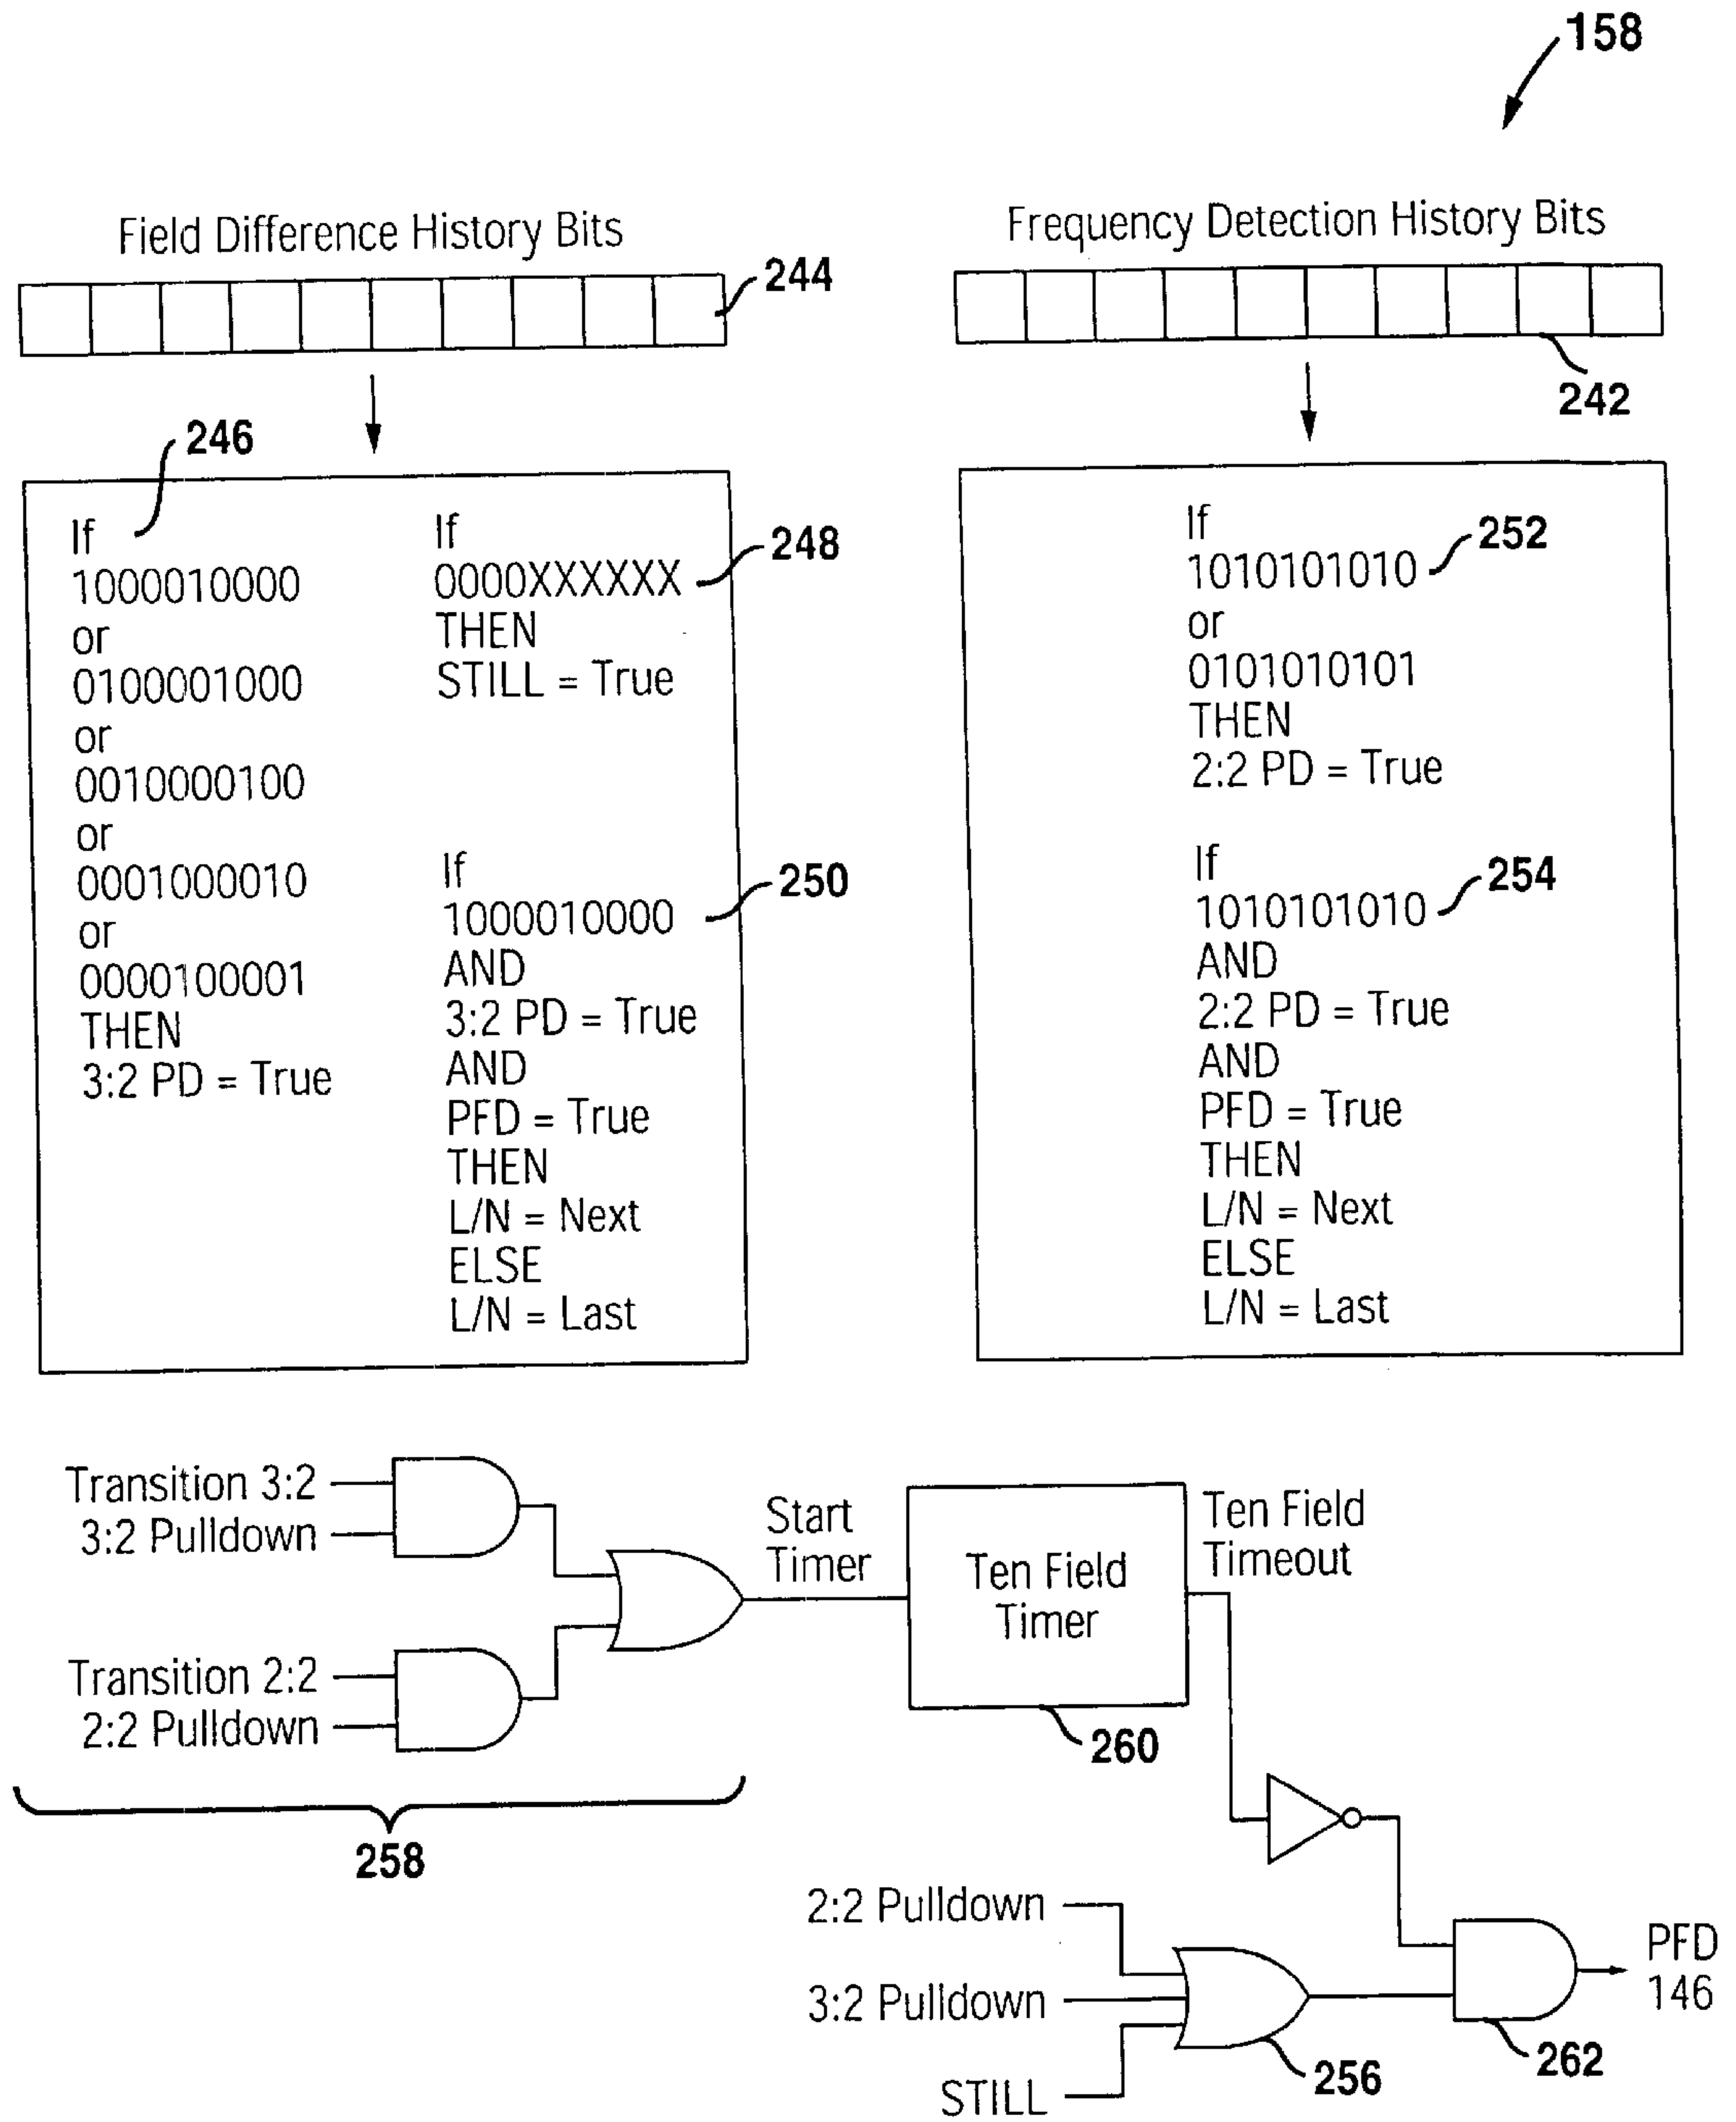 158
Field Difference History Bits
244
Frequency Detection History Bits
242
246
If
1000010000
or
0100001000
or
0010000100
or
0001000010
or
0000100001
THEN
3:2 PD = True
If
0000XXXXXX
248
THEN
STILL = True
If
1000010000
250
AND
3:2 PD = True
AND
PFD = True
THEN
L/N = Next
ELSE
L/N = Last
If
1010101010
252
or
0101010101
THEN
2:2 PD = True
If
1010101010
254
AND
2:2 PD = True
AND
PFD = True
THEN
L/N = Next
ELSE
L/N = Last
Transition 3:2
3:2 Pulldown
Transition 2:2
2:2 Pulldown
258
Start
Timer
Ten Field
Timer
260
Ten Field
Timeout
2:2 Pulldown
3:2 Pulldown
STILL
256
262
PFD
146